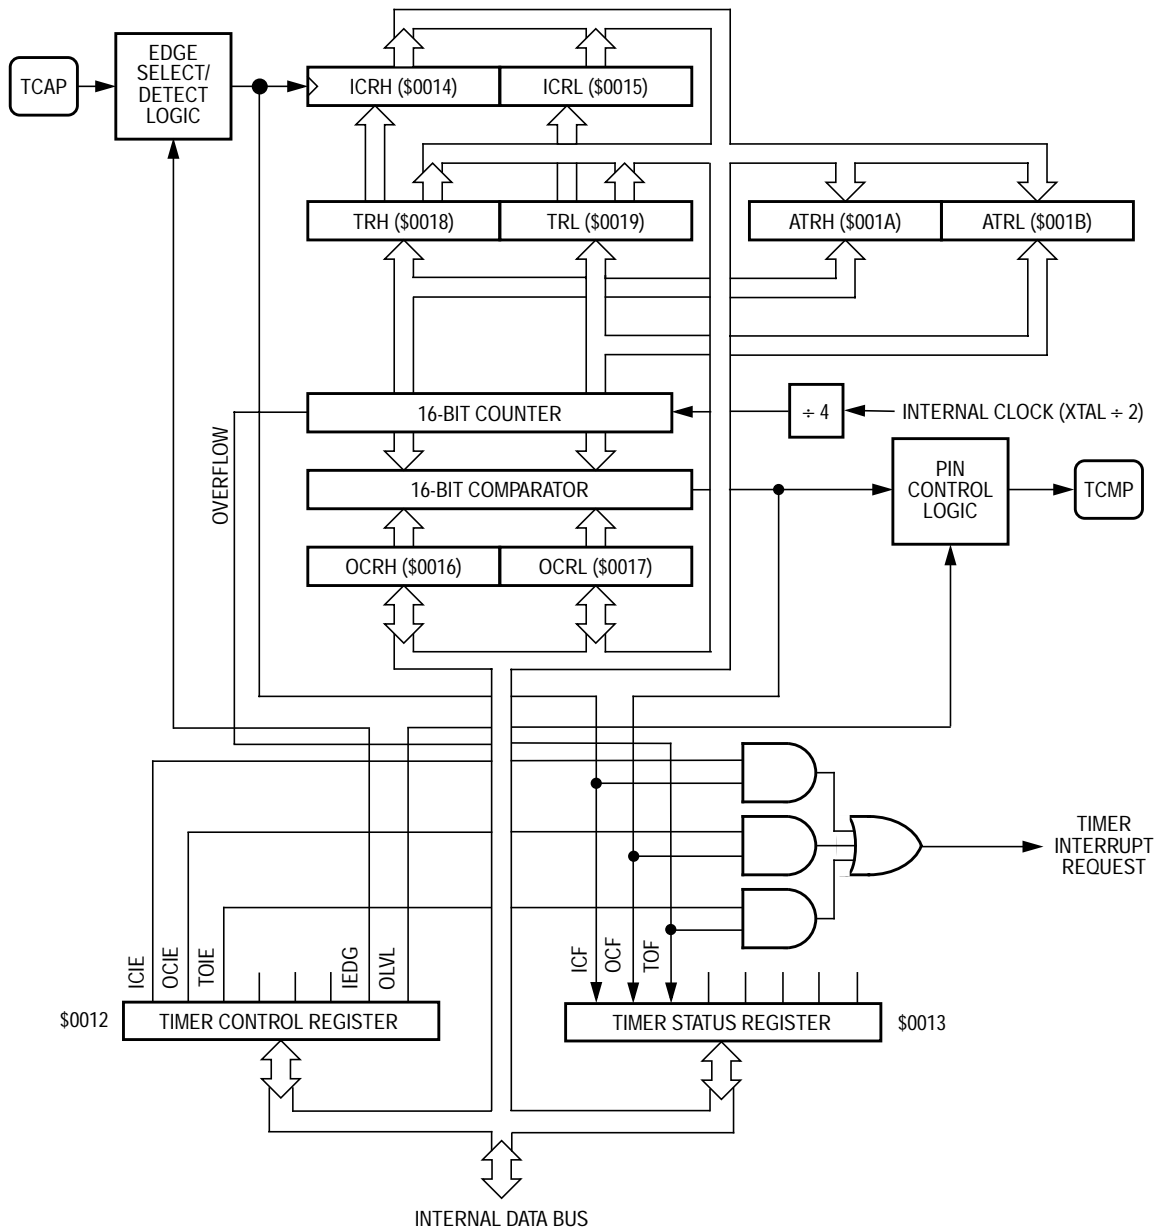 TCAP
EDGE
SELECT/
DETECT
LOGIC
ICRH ($0014)
ICRL ($0015)
TRH ($0018)
TRL ($0019)
ATRH ($001A)
ATRL ($001B)
16-BIT COUNTER
÷ 4
INTERNAL CLOCK (XTAL ÷ 2)
OVERFLOW
16-BIT COMPARATOR
PIN
CONTROL
LOGIC
TCMP
OCRH ($0016)
OCRL ($0017)
TIMER
INTERRUPT
REQUEST
ICIE
OCIE
TOIE
IEDG
OLVL
ICF
OCF
TOF
$0012
TIMER CONTROL REGISTER
TIMER STATUS REGISTER
$0013
INTERNAL DATA BUS